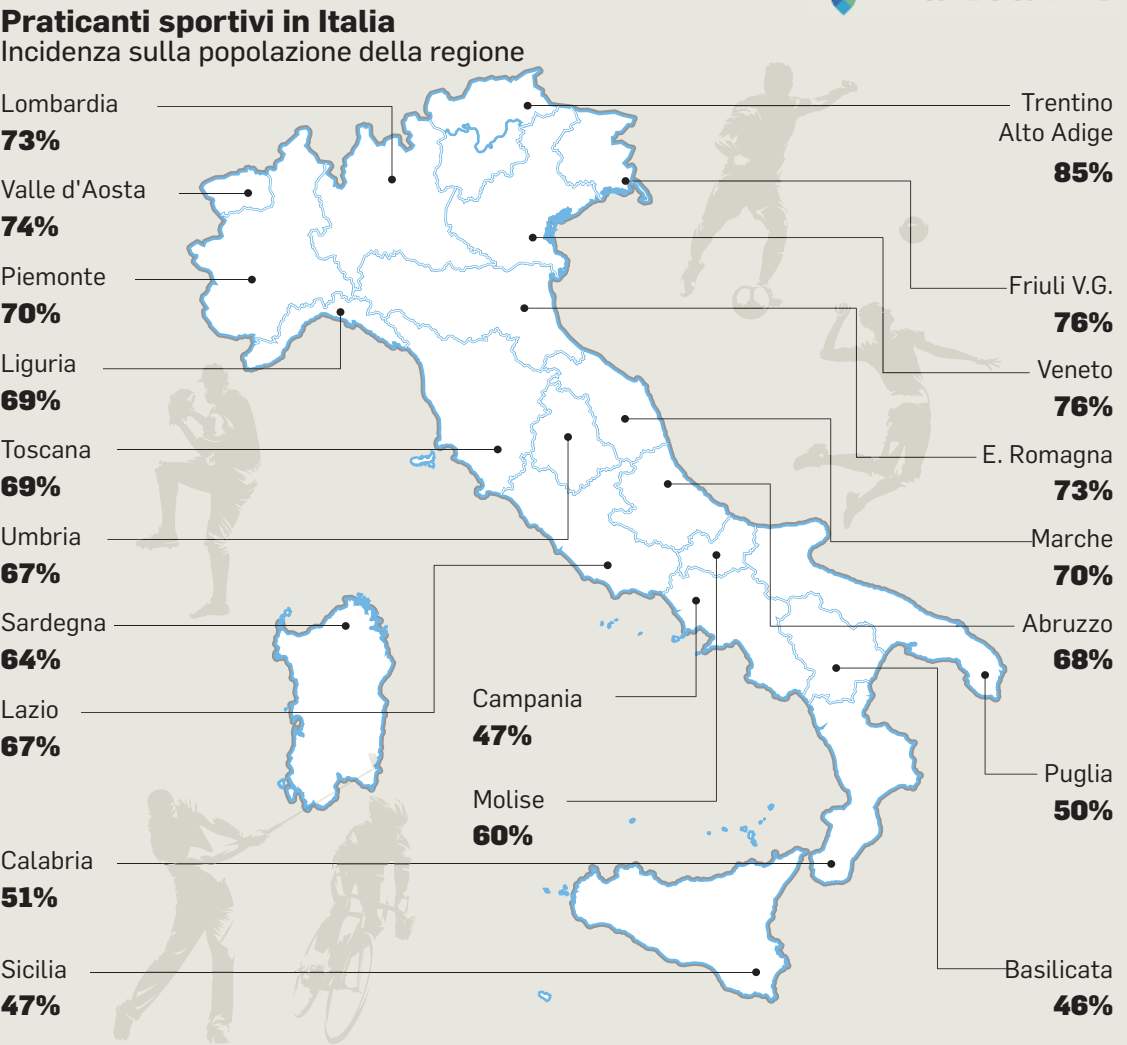 Praticanti sportivi in Italia
Incidenza sulla popolazione della regione
Lombardia
73%
Valle d'Aosta
74%
Piemonte
70%
Liguria
69%
Toscana
69%
Umbria
67%
Sardegna
64%
Lazio
67%
Calabria
51%
Sicilia
47%
Campania
47%
Molise
60%
Trentino
Alto Adige
85%
Friuli V.G.
76%
Veneto
76%
E. Romagna
73%
Marche
70%
Abruzzo
68%
Puglia
50%
Basilicata
46%